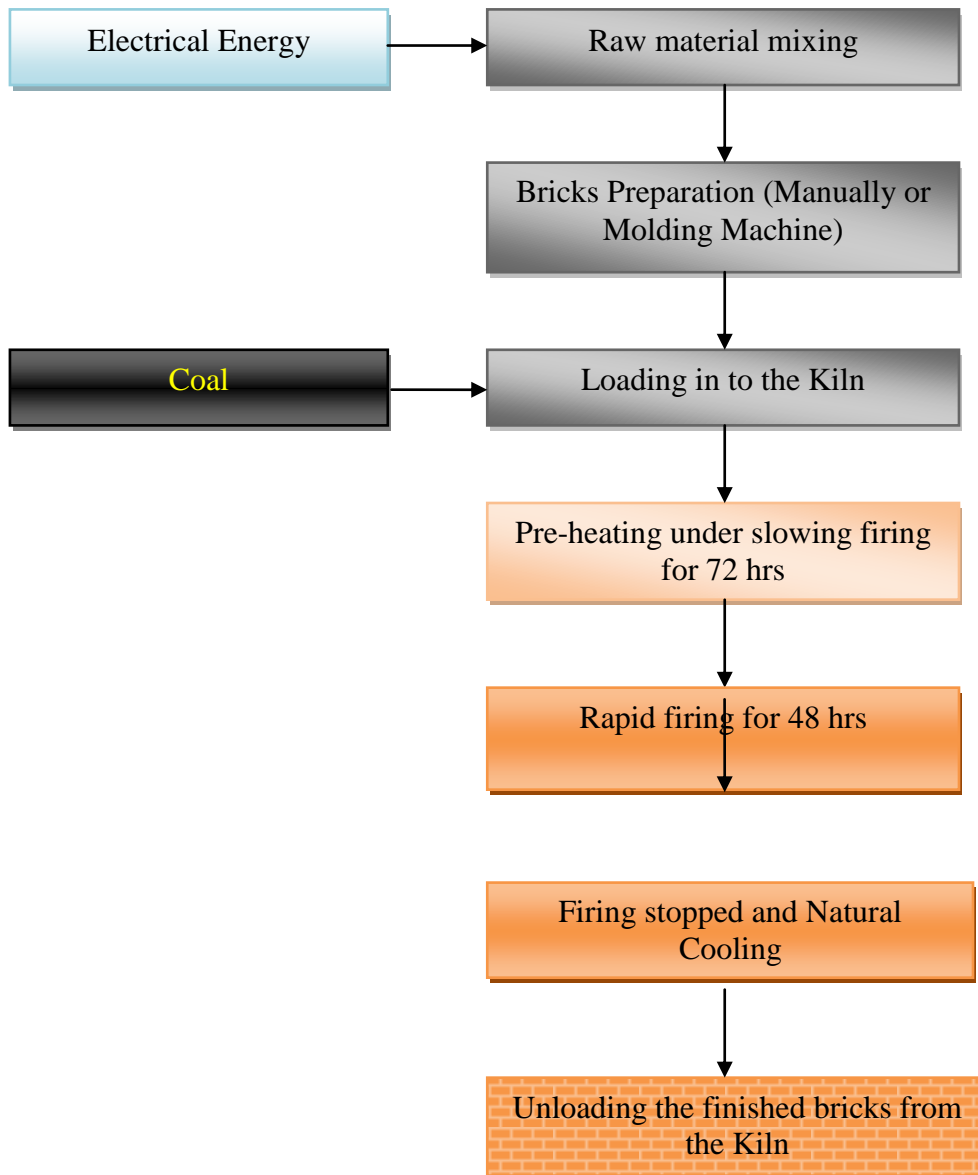 Electrical Energy
Raw material mixing
Bricks Preparation (Manually or
Molding Machine)
Coal
Loading in to the Kiln
Pre-heating under slowing firing
for 72 hrs
Rapid firing for 48 hrs
Firing stopped and Natural
Cooling
Unloading the finished bricks from
the Kiln